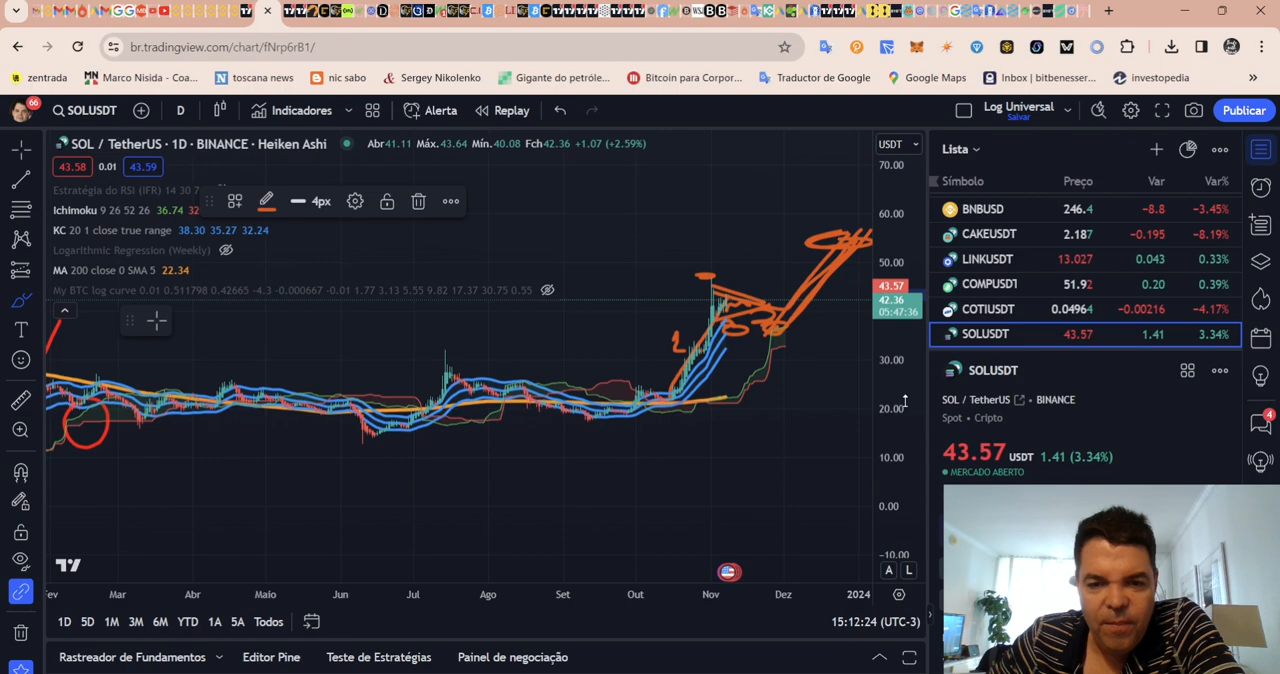 br.tradingview.com/chart/fNrp6rB1/
zentrada
Marco Nisida - Coa...
toscana news
nic sabo
Sergey Nikolenko
Gigante do petróle...
Bitcoin para Corpor...
Tradutor de Google
Google Maps
Inbox | bitbenesser...
investopedia
66
SOLUSDT
D
Indicadores
Alerta
Replay
Log Universal
Salvar
Publicar
SOL / TetherUS · 1D · BINANCE · Heiken Ashi
Abr41.11 Máx.43.64 Mín.40.08 Fch42.36 +1.07 (+2.59%)
43.58 0.01 43.59
Estratégia do RSI (IFR) 14 30 7
4px
Ichimoku 9 26 52 26 36.74
KC 20 1 close true range 38.30 35.27 32.24
Logarithmic Regression (Weekly)
MA 200 close 0 SMA 5 22.34
My BTC log curve 0.01 0.511798 0.42665 -4.3 -0.000667 -0.01 1.77 3.13 5.55 9.82 17.37 30.75 0.55
USDT
70.00
60.00
50.00
43.57
42.36
05:47:36
30.00
20.00
10.00
0.00
-10.00
A L
ev Mar Abr Maio Jun Jul Ago Set Out Nov Dez 2024
1D 5D 1M 3M 6M YTD 1A 5A Todos
15:12:24 (UTC-3)
Rastreador de Fundamentos
Editor Pine
Teste de Estratégias
Painel de negociação
Lista
Símbolo Preço Var Var%
BNBUSD 246.4 -8.8 -3.45%
CAKEUSDT 2.187 -0.195 -8.19%
LINKUSDT 13.027 0.043 0.33%
COMPUSDT 51.92 0.20 0.39%
COTIUSDT 0.04964 -0.00216 -4.17%
SOLUSDT 43.57 1.41 3.34%
SOLUSDT
SOL / TetherUS • BINANCE
Spot • Cripto
43.57 USDT 1.41 (3.34%)
MERCADO ABERTO
4